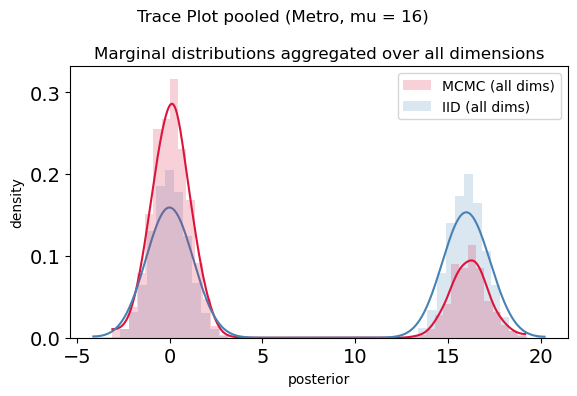 Trace Plot pooled (Metro, mu = 16)
Marginal distributions aggregated over all dimensions
MCMC (all dims)
IID (all dims)
density
0.3
0.2
0.1
0.0
−5
0
5
10
15
20
posterior